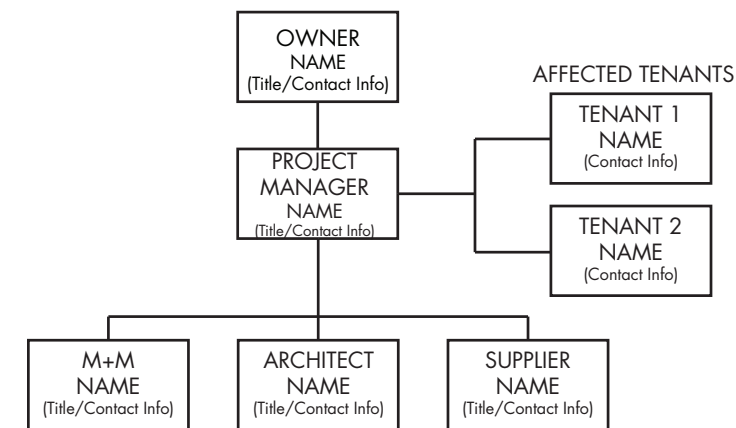 OWNER
NAME
(Title/Contact Info)
AFFECTED TENANTS
TENANT 1
NAME
(Contact Info)
PROJECT
MANAGER
NAME
(Title/Contact Info)
TENANT 2
NAME
(Contact Info)
M+M
NAME
(Title/Contact Info)
ARCHITECT
NAME
(Title/Contact Info)
SUPPLIER
NAME
(Title/Contact Info)